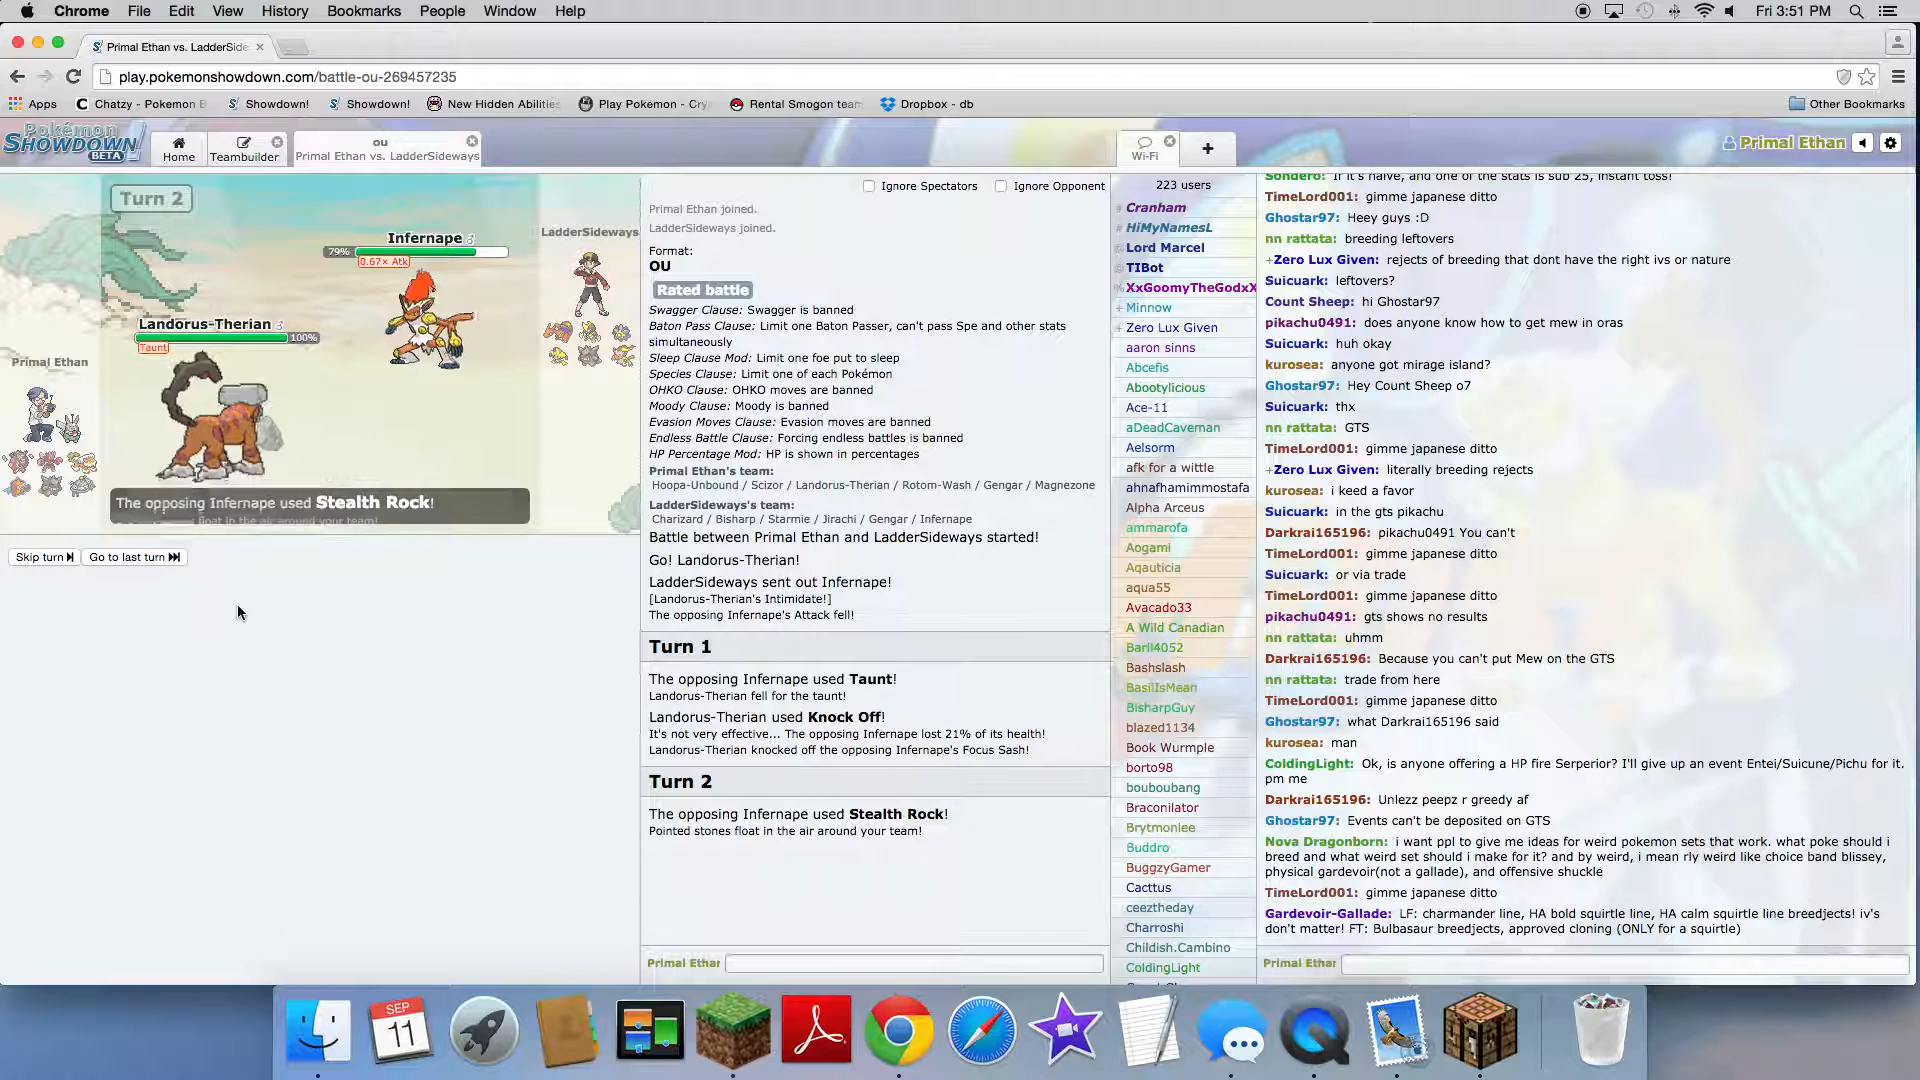 Chrome File Edit View History Bookmarks People Window Help
Fri 3:51 PM
Primal Ethan vs. LadderSide
play.pokemonshowdown.com/battle-ou-269457235
Apps Chatzy - Pokemon Showdown! Showdown! New Hidden Abilities Play Pokemon - Cry Rental Smogon team Dropbox - db Other Bookmarks
Pokémon
SHOWDOWN!
BETA
Home
Teambuilder
ou
Primal Ethan vs. LadderSideways
Wi-Fi
+
Primal Ethan
Turn 2
Infernape
79%
0.67× Atk
Landorus-Therian
100%
Taunt
Primal Ethan
LadderSideways
The opposing Infernape used Stealth Rock!
float in the air around your team!
Skip turn
Go to last turn
Ignore Spectators Ignore Opponent
Primal Ethan joined.
LadderSideways joined.
Format:
OU
Rated battle
Swagger Clause: Swagger is banned
Baton Pass Clause: Limit one Baton Passer, can't pass Spe and other stats
simultaneously
Sleep Clause Mod: Limit one foe put to sleep
Species Clause: Limit one of each Pokémon
OHKO Clause: OHKO moves are banned
Moody Clause: Moody is banned
Evasion Moves Clause: Evasion moves are banned
Endless Battle Clause: Forcing endless battles is banned
HP Percentage Mod: HP is shown in percentages
Primal Ethan's team:
Hoopa-Unbound / Scizor / Landorus-Therian / Rotom-Wash / Gengar / Magnezone
LadderSideways's team:
Charizard / Bisharp / Starmie / Jirachi / Gengar / Infernape
Battle between Primal Ethan and LadderSideways started!
Go! Landorus-Therian!
LadderSideways sent out Infernape!
[Landorus-Therian's Intimidate!]
The opposing Infernape's Attack fell!
Turn 1
The opposing Infernape used Taunt!
Landorus-Therian fell for the taunt!
Landorus-Therian used Knock Off!
It's not very effective... The opposing Infernape lost 21% of its health!
Landorus-Therian knocked off the opposing Infernape's Focus Sash!
Turn 2
The opposing Infernape used Stealth Rock!
Pointed stones float in the air around your team!
Primal Ethan
223 users
Cranham
HiMyNamesL
Lord Marcel
TIBot
%XxGoomyTheGodxX
+Minnow
+Zero Lux Given
aaron sinns
Abcefis
Abootylicious
Ace-11
aDeadCaveman
Aelsorm
afk for a wittle
ahnafhamimmostafa
Alpha Arceus
ammarofa
Aogami
Aqauticia
aqua55
Avacado33
A Wild Canadian
Baril4052
Bashslash
BasilIsMean
BisharpGuy
blazed1134
Book Wurmple
borto98
bouboubang
Braconilator
Brytmonlee
Buddro
BuggzyGamer
Cacttus
ceeztheday
Charroshi
Childish.Cambino
ColdingLight
Sondero: If it's naive, and one of the stats is sub 25, instant toss!
TimeLord001: gimme japanese ditto
Ghostar97: Heey guys :D
nn rattata: breeding leftovers
+Zero Lux Given: rejects of breeding that dont have the right ivs or nature
Suicuark: leftovers?
Count Sheep: hi Ghostar97
pikachu0491: does anyone know how to get mew in oras
Suicuark: huh okay
kurosea: anyone got mirage island?
Ghostar97: Hey Count Sheep o7
Suicuark: thx
nn rattata: GTS
TimeLord001: gimme japanese ditto
+Zero Lux Given: literally breeding rejects
kurosea: i keed a favor
Suicuark: in the gts pikachu
Darkrai165196: pikachu0491 You can't
TimeLord001: gimme japanese ditto
Suicuark: or via trade
TimeLord001: gimme japanese ditto
pikachu0491: gts shows no results
nn rattata: uhmm
Darkrai165196: Because you can't put Mew on the GTS
nn rattata: trade from here
TimeLord001: gimme japanese ditto
Ghostar97: what Darkrai165196 said
kurosea: man
ColdingLight: Ok, is anyone offering a HP fire Serperior? I'll give up an event Entei/Suicune/Pichu for it.
pm me
Darkrai165196: Unlezz peepz r greedy af
Ghostar97: Events can't be deposited on GTS
Nova Dragonborn: i want ppl to give me ideas for weird pokemon sets that work. what poke should i
breed and what weird set should i make for it? and by weird, i mean rly weird like choice band blissey,
physical gardevoir(not a gallade), and offensive shuckle
TimeLord001: gimme japanese ditto
Gardevoir-Gallade: LF: charmander line, HA bold squirtle line, HA calm squirtle line breedjects! iv's
don't matter! FT: Bulbasaur breedjects, approved cloning (ONLY for a squirtle)
Primal Ethan
SEP
11